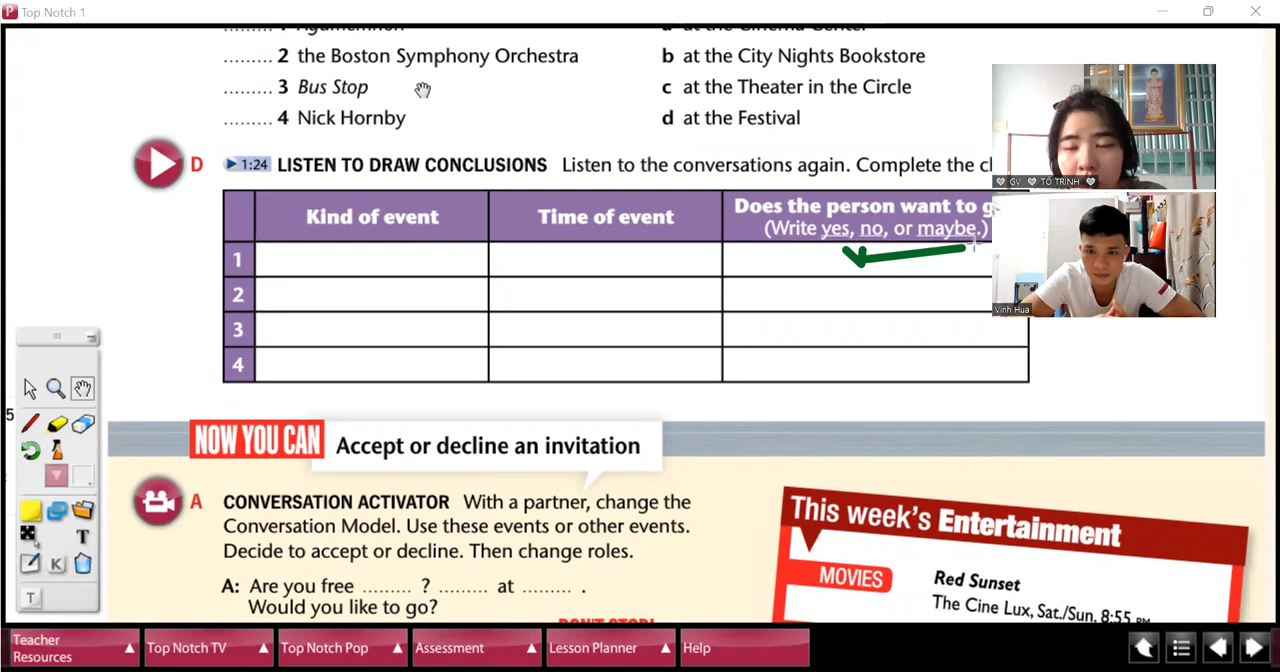 Top Notch 1
2 the Boston Symphony Orchestra
b at the City Nights Bookstore
3 Bus Stop
c at the Theater in the Circle
4 Nick Hornby
d at the Festival
GV TỐ TRINH
D 1:24 LISTEN TO DRAW CONCLUSIONS Listen to the conversations again. Complete the
Kind of event
Time of event
Does the person want to
(Write yes, no, or maybe.)
1
2
3
4
Vinh Hua
5
NOW YOU CAN Accept or decline an invitation
A CONVERSATION ACTIVATOR With a partner, change the
Conversation Model. Use these events or other events.
Decide to accept or decline. Then change roles.
A: Are you free ......... ? ......... at ......... .
Would you like to go?
This week's Entertainment
MOVIES
Red Sunset
The Cine Lux, Sat./Sun. 8:55 PM
T
K
T
Teacher Resources
Top Notch TV
Top Notch Pop
Assessment
Lesson Planner
Help